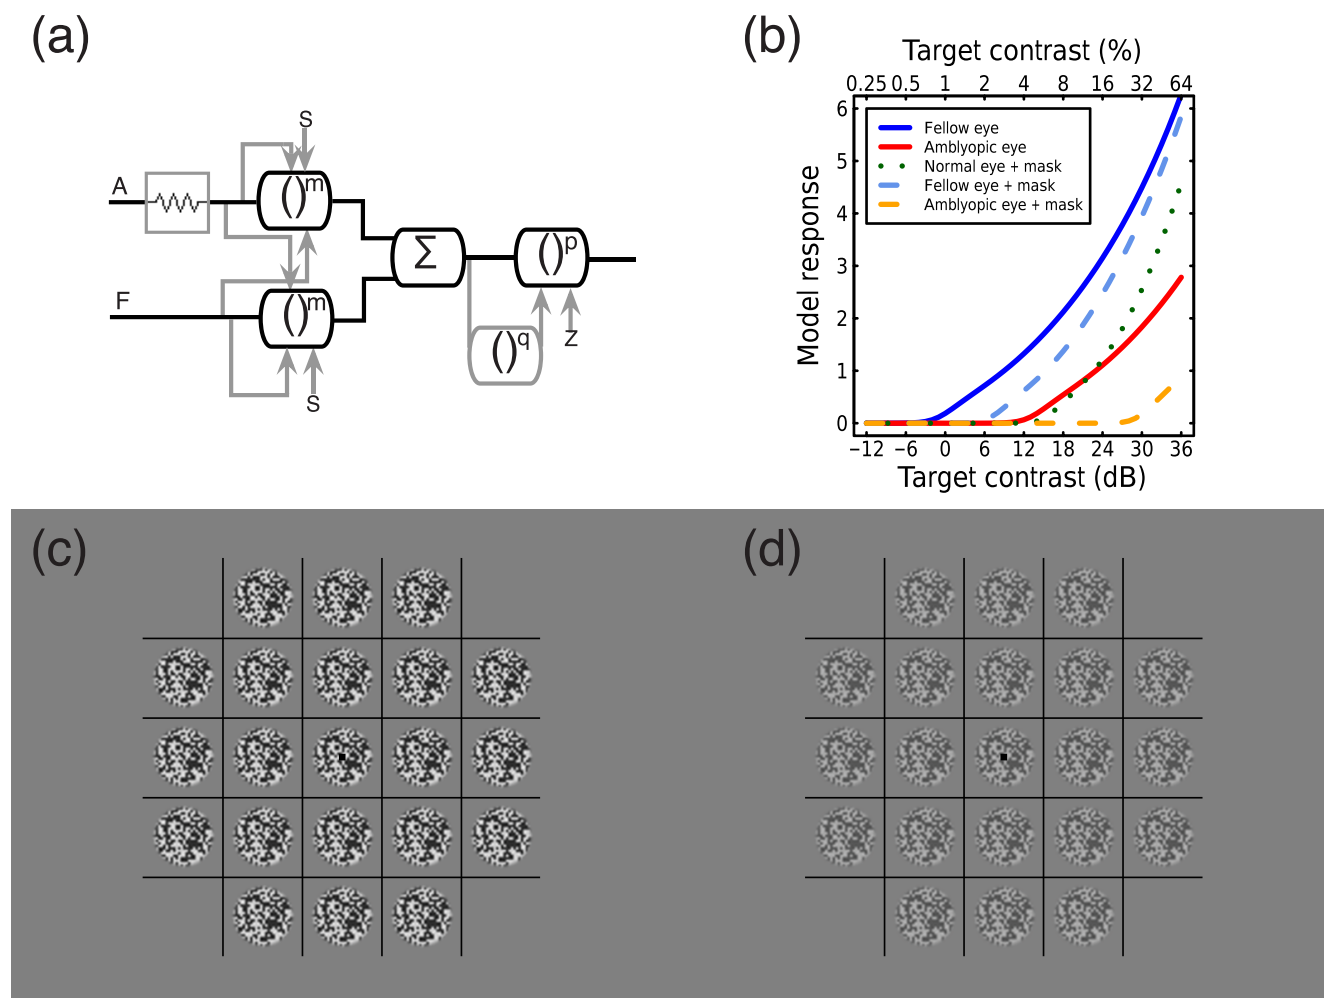 (a)
S
A
()m
Σ
()p
F
()m
()q
Z
S
(b)
Target contrast (%)
0.25 0.5 1 2 4 8 16 32 64
Model response
6
5
4
3
2
1
0
Fellow eye
Amblyopic eye
Normal eye + mask
Fellow eye + mask
Amblyopic eye + mask
−12 −6 0 6 12 18 24 30 36
Target contrast (dB)
(c)
(d)